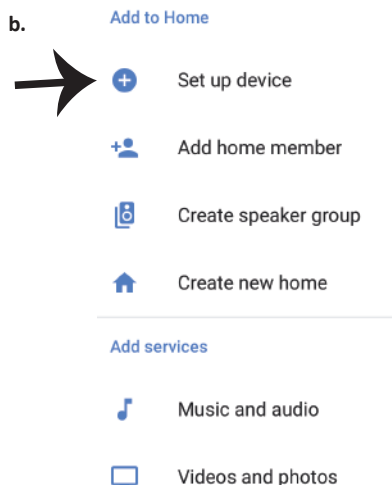 b.
Add to Home
Set up device
Add home member
Create speaker group
Create new home
Add services
Music and audio
Videos and photos